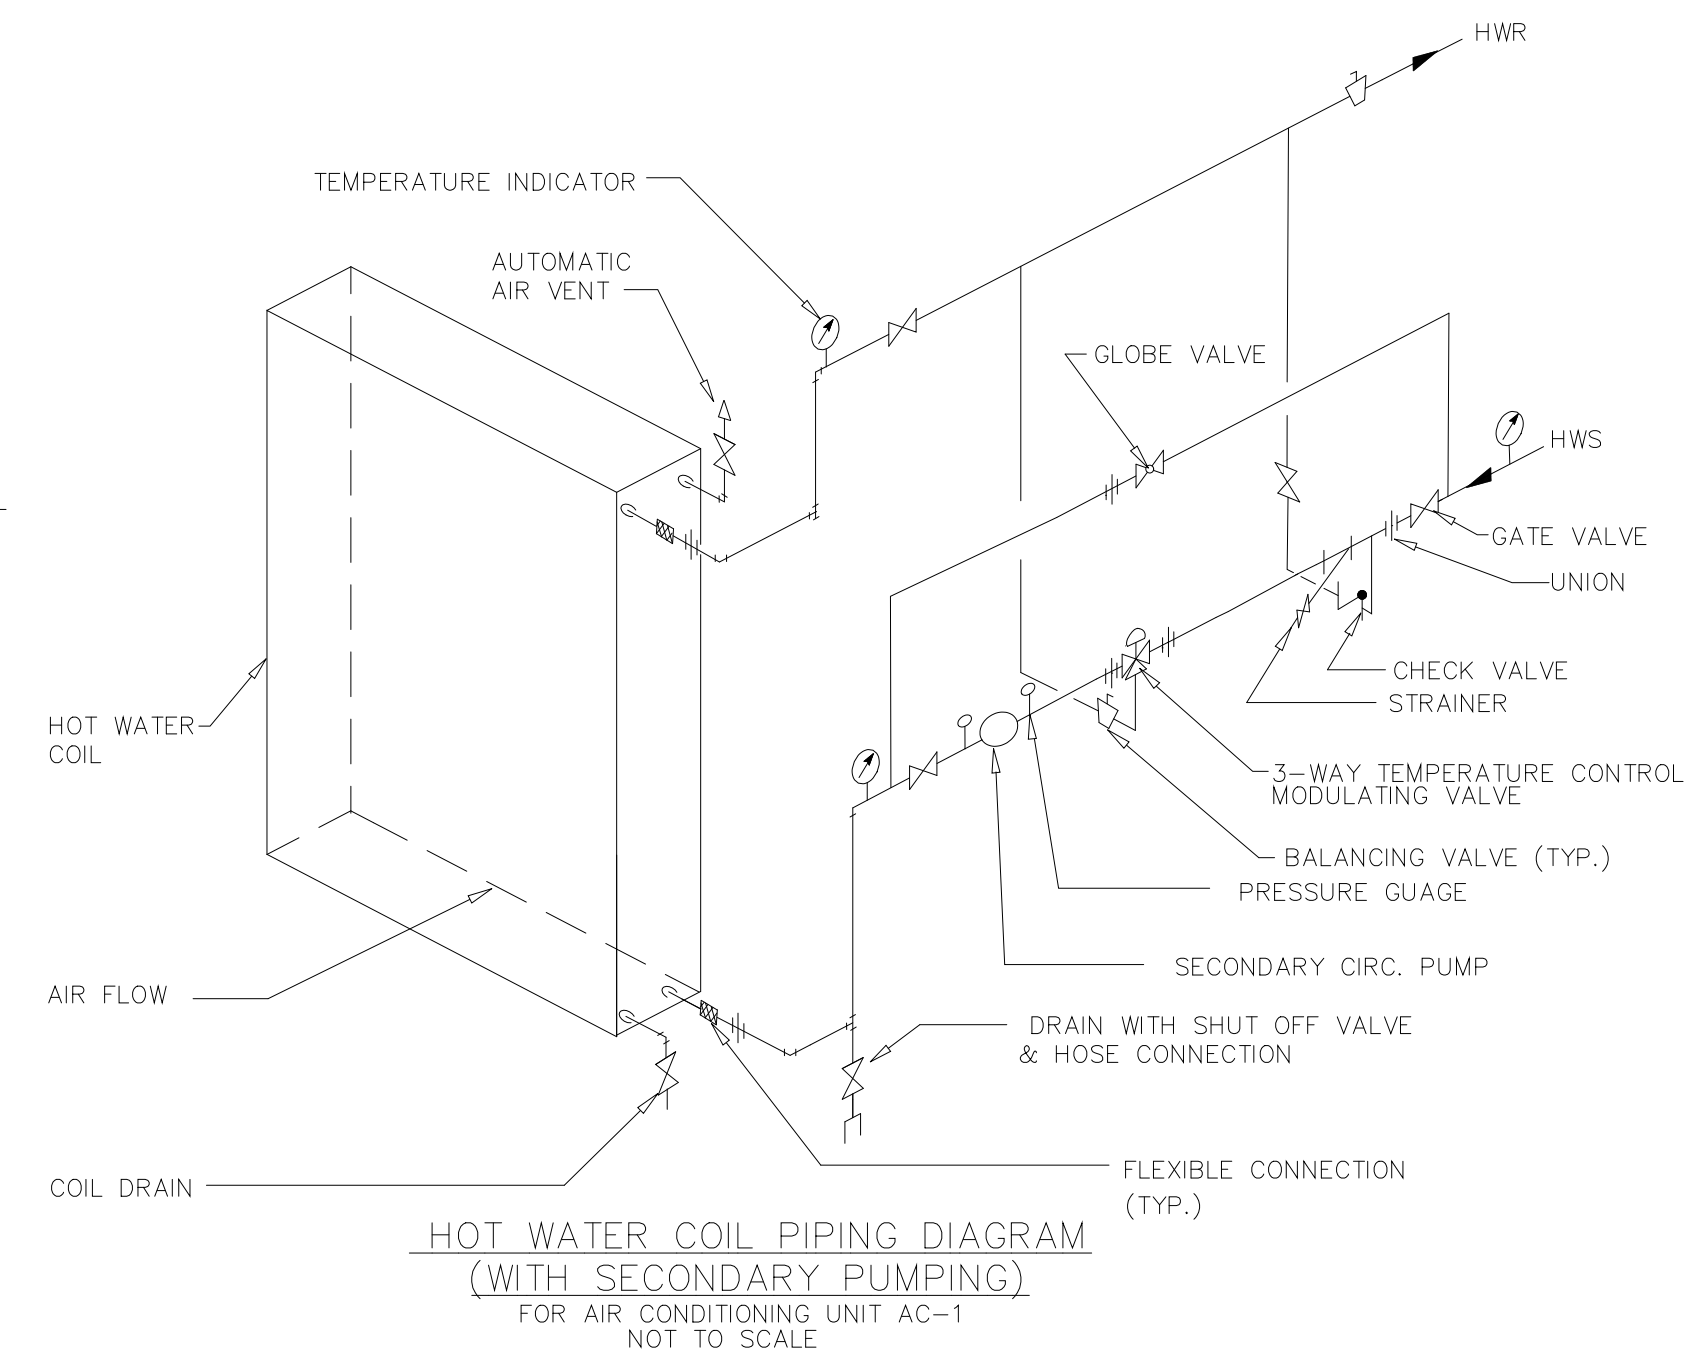 HWR
TEMPERATURE INDICATOR
AUTOMATIC
AIR VENT
GLOBE VALVE
HWS
GATE VALVE
UNION
CHECK VALVE
STRAINER
HOT WATER
COIL
3-WAY TEMPERATURE CONTROL
MODULATING VALVE
BALANCING VALVE (TYP.)
PRESSURE GUAGE
SECONDARY CIRC. PUMP
AIR FLOW
DRAIN WITH SHUT OFF VALVE
& HOSE CONNECTION
COIL DRAIN
FLEXIBLE CONNECTION
(TYP.)
HOT WATER COIL PIPING DIAGRAM
(WITH SECONDARY PUMPING)
FOR AIR CONDITIONING UNIT AC-1
NOT TO SCALE